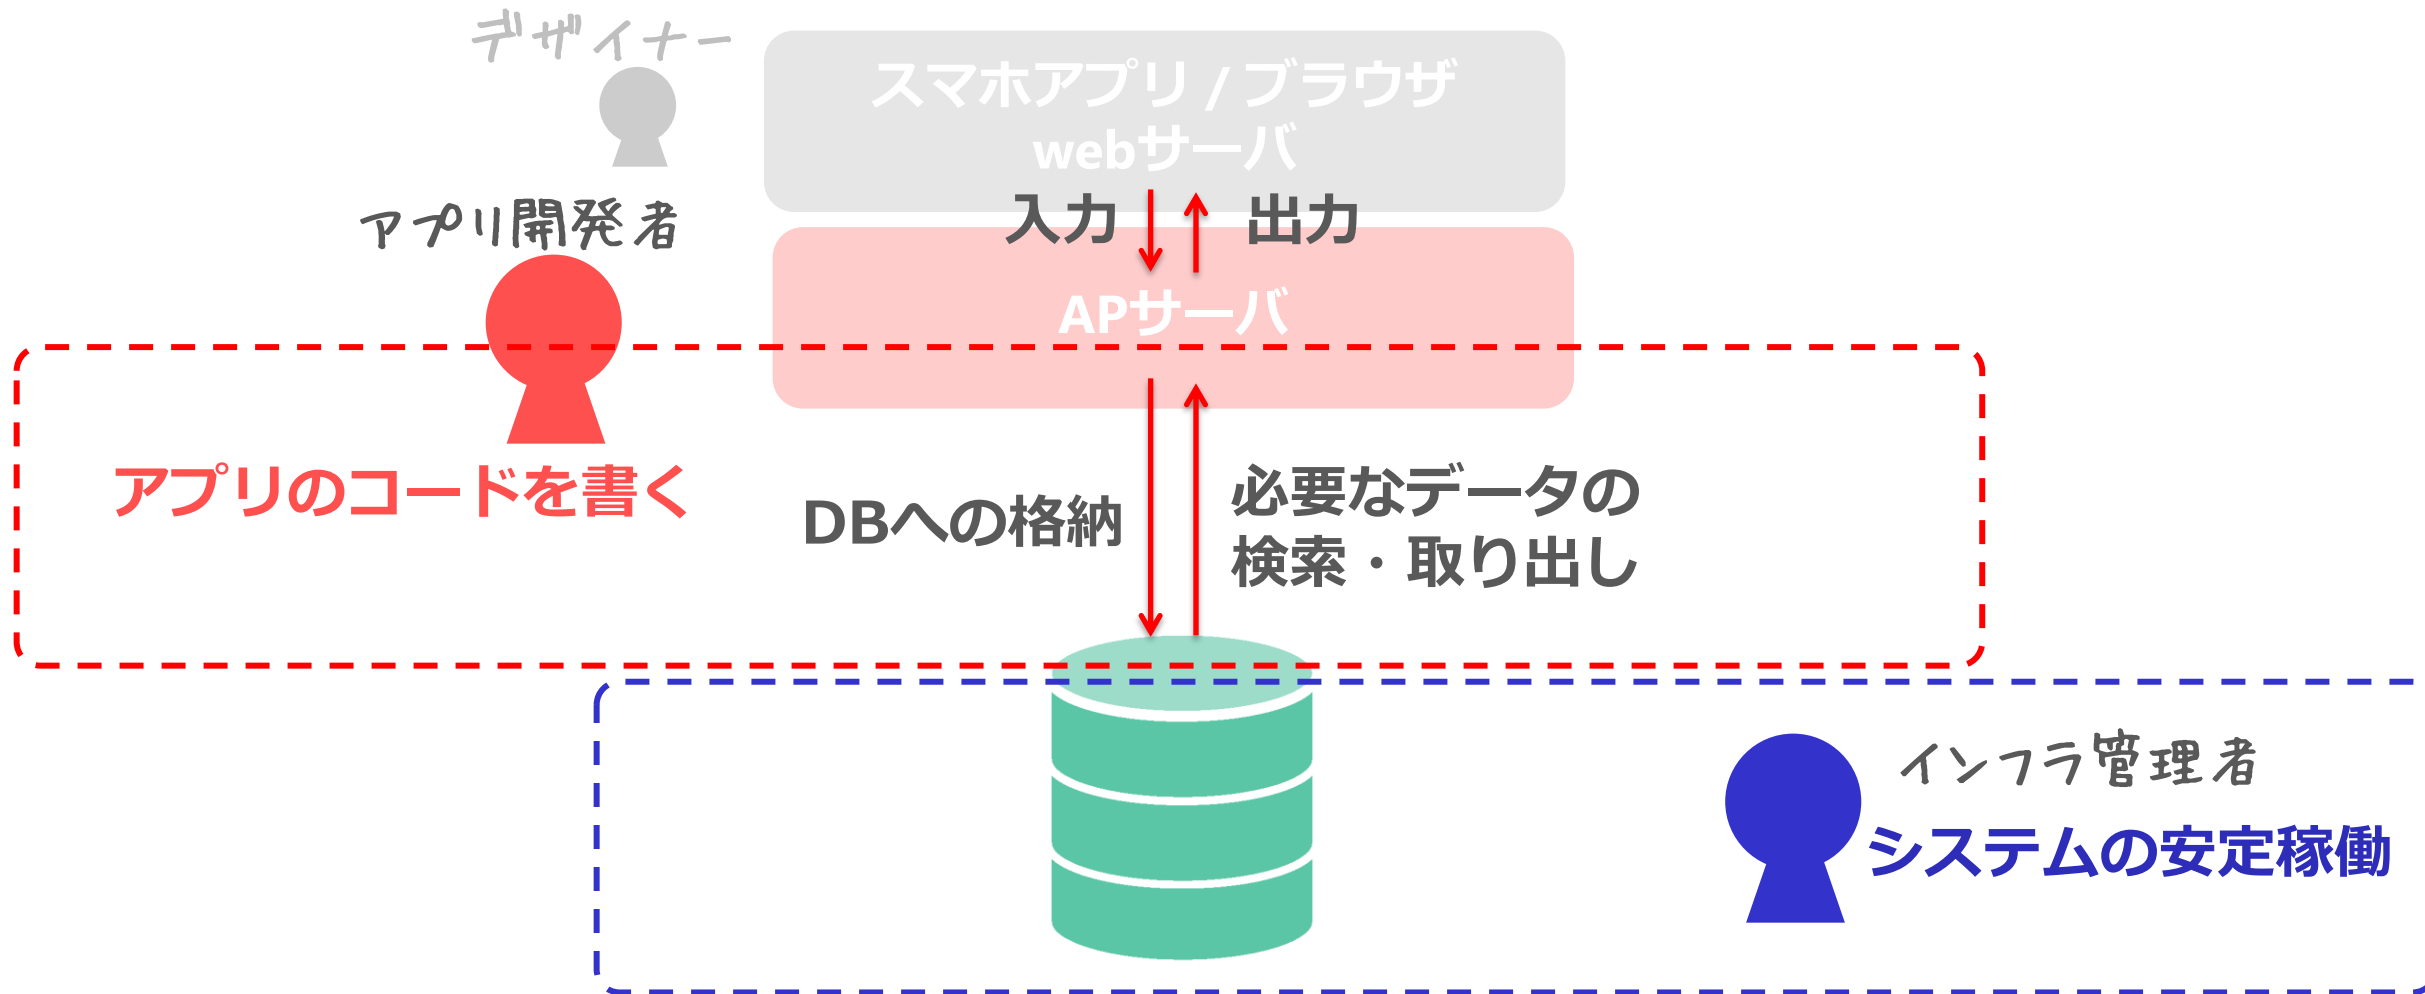 デザイナー
スマホアプリ / ブラウザ
webサーバ
アプリ開発者
入力
出力
APサーバ
アプリのコードを書く
DBへの格納
必要なデータの
検索・取り出し
インフラ管理者
システムの安定稼働